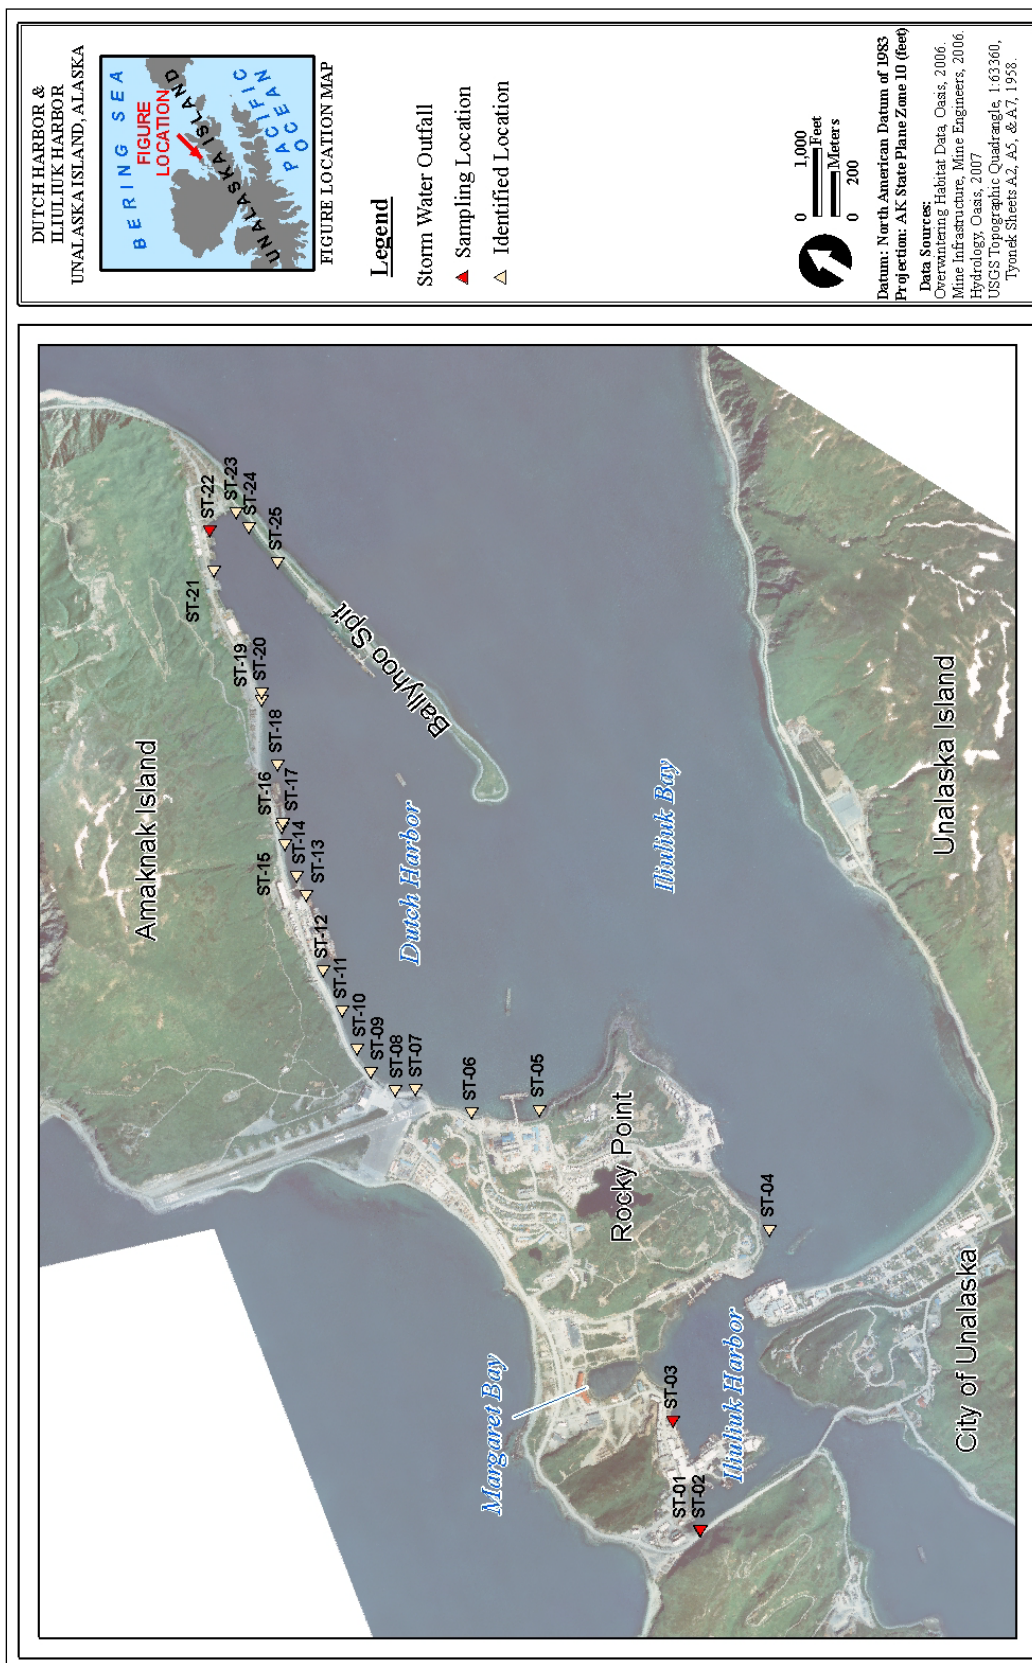 DUTCH HARBOR &
ILIULIUK HARBOR
UNALASKA ISLAND, ALASKA
BERING SEA
FIGURE
LOCATION
UNALASKA ISLAND
PACIFIC
OCEAN
FIGURE LOCATION MAP
Legend
Storm Water Outfall
Sampling Location
Identified Location
0 1,000
Feet
Meters
0 200
Datum: North American Datum of 1983
Projection: AK State Plane Zone 10 (feet)
Data Sources:
Overwintering Habitat Data, Oasis, 2006.
Mine Infrastructure, Mine Engineers, 2006.
Hydrology, Oasis, 2007
USGS Topographic Quadrangle, 1:63360,
Tyonek Sheets A2, A5, & A7, 1958.
Amaknak Island
ST-22
ST-23
ST-24
ST-25
ST-21
ST-19
ST-20
ST-18
ST-16
ST-17
ST-15
ST-14
ST-13
ST-12
ST-11
ST-10
ST-09
ST-08
ST-07
ST-06
ST-05
Ballyhoo Spit
Dutch Harbor
Iliuliuk Bay
Rocky Point
ST-04
Margaret Bay
ST-03
ST-01
ST-02
Iliuliuk Harbor
City of Unalaska
Unalaska Island